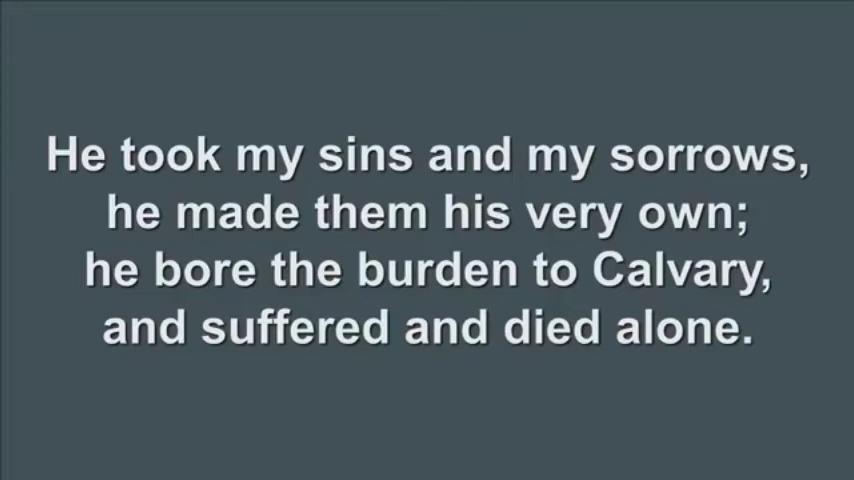 He took my sins and my sorrows,
he made them his very own;
he bore the burden to Calvary,
and suffered and died alone.